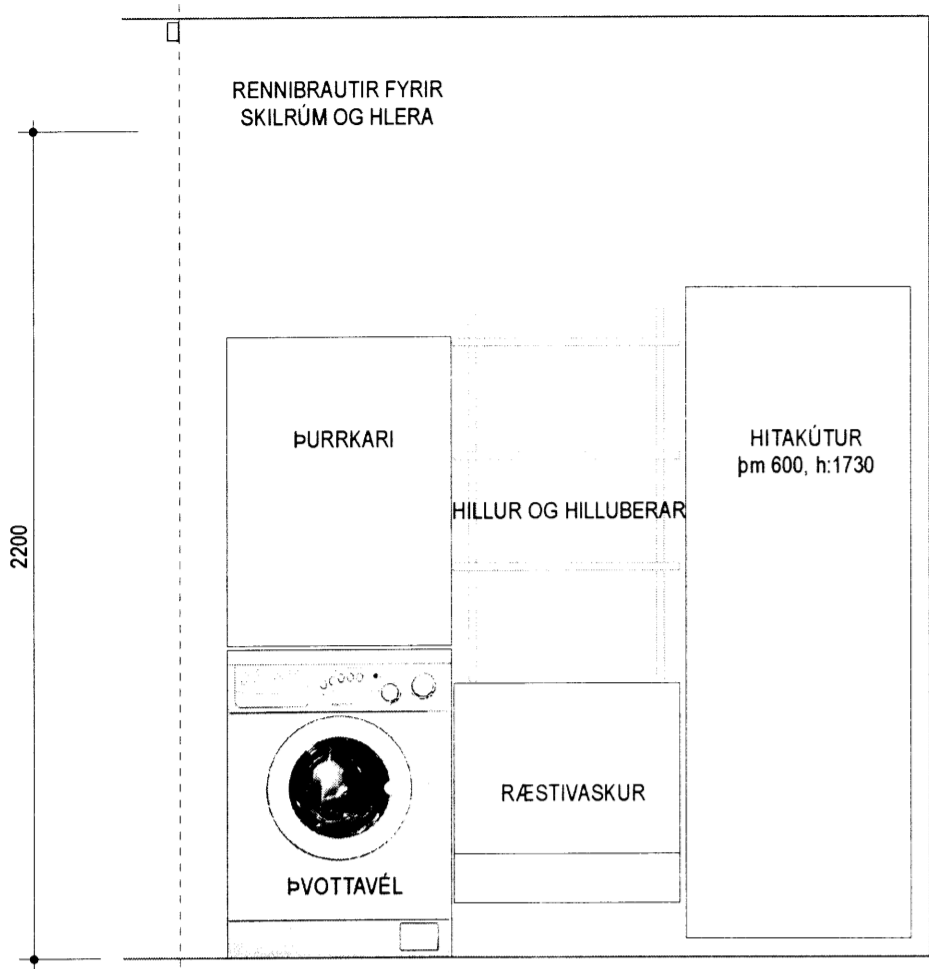 RENNIBRAUTIR FYRIR
SKILRÚM OG HLERA
ÞURRKARI
HITAKÚTUR
þm 600, h:1730
HILLUR OG HILLUBERAR
2200
RÆSTIVASKUR
ÞVOTTAVÉL